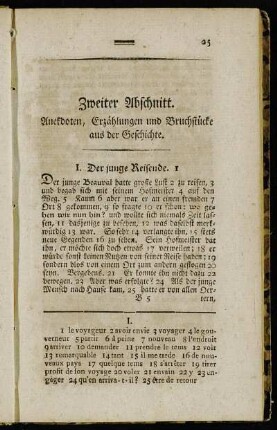 25
Zweiter Abschnitt.
Anekdoten, Erzählungen und Bruchstücke
aus der Geschichte.
I. Der junge Reisende. 1
Der junge Beauval hatte große Lust 2 zu reisen, 3
und begab sich mit seinem Hofmeister 4 auf den
Weg. 5 Kaum 6 aber war er an einen fremden 7
Ort 8 gekommen, 9 so fragte 10 er schon: wo ge-
hen wir nun hin? und wollte sich niemals Zeit las-
sen, 11 dasjenige zu besehen, 12 was daselbst merk-
würdig 13 war. So sehr 14 verlangte ihn, 15 stets
neue Gegenden 16 zu sehen. Sein Hofmeister bat
ihn, er möchte sich doch etwas 17 verweilen; 18 er
würde sonst keinen Nutzen von seiner Reise haben; 19
sondern blos von einem Ort zum andern geloffen 20
seyn. Vergebens. 21 Er konnte ihn nicht dazu 22
bewegen. 23 Aber was erfolgte? 24 Als der junge
Mensch nach Hause kam, 25 hatte er von allen Oer-
B 5 tern,
I.
1 le voyageur 2 avoir envie 3 voyager 4 le gou-
verneur 5 partit 6 à peine 7 nouveau 8 l'endroit
9 arriver 10 demander 11 prendre le tems 12 voir
13 remarquable 14 tant 15 il me tarde 16 de nou-
veaux pays 17 quelque tems 18 s'arrêter 19 tirer
profit de son voyage 20 voler 21 envain 22 y 23 en-
gager 24 qu'en arriva-t-il? 25 être de retour